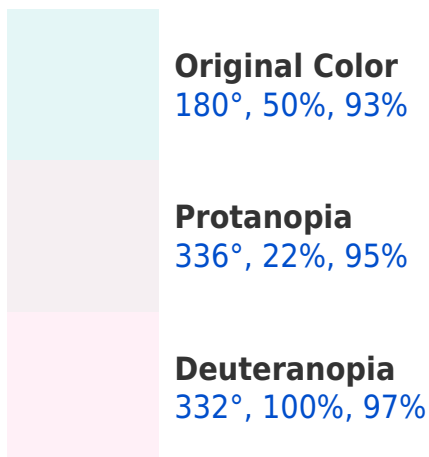 Original Color
180°, 50%, 93%
Protanopia
336°, 22%, 95%
Deuteranopia
332°, 100%, 97%